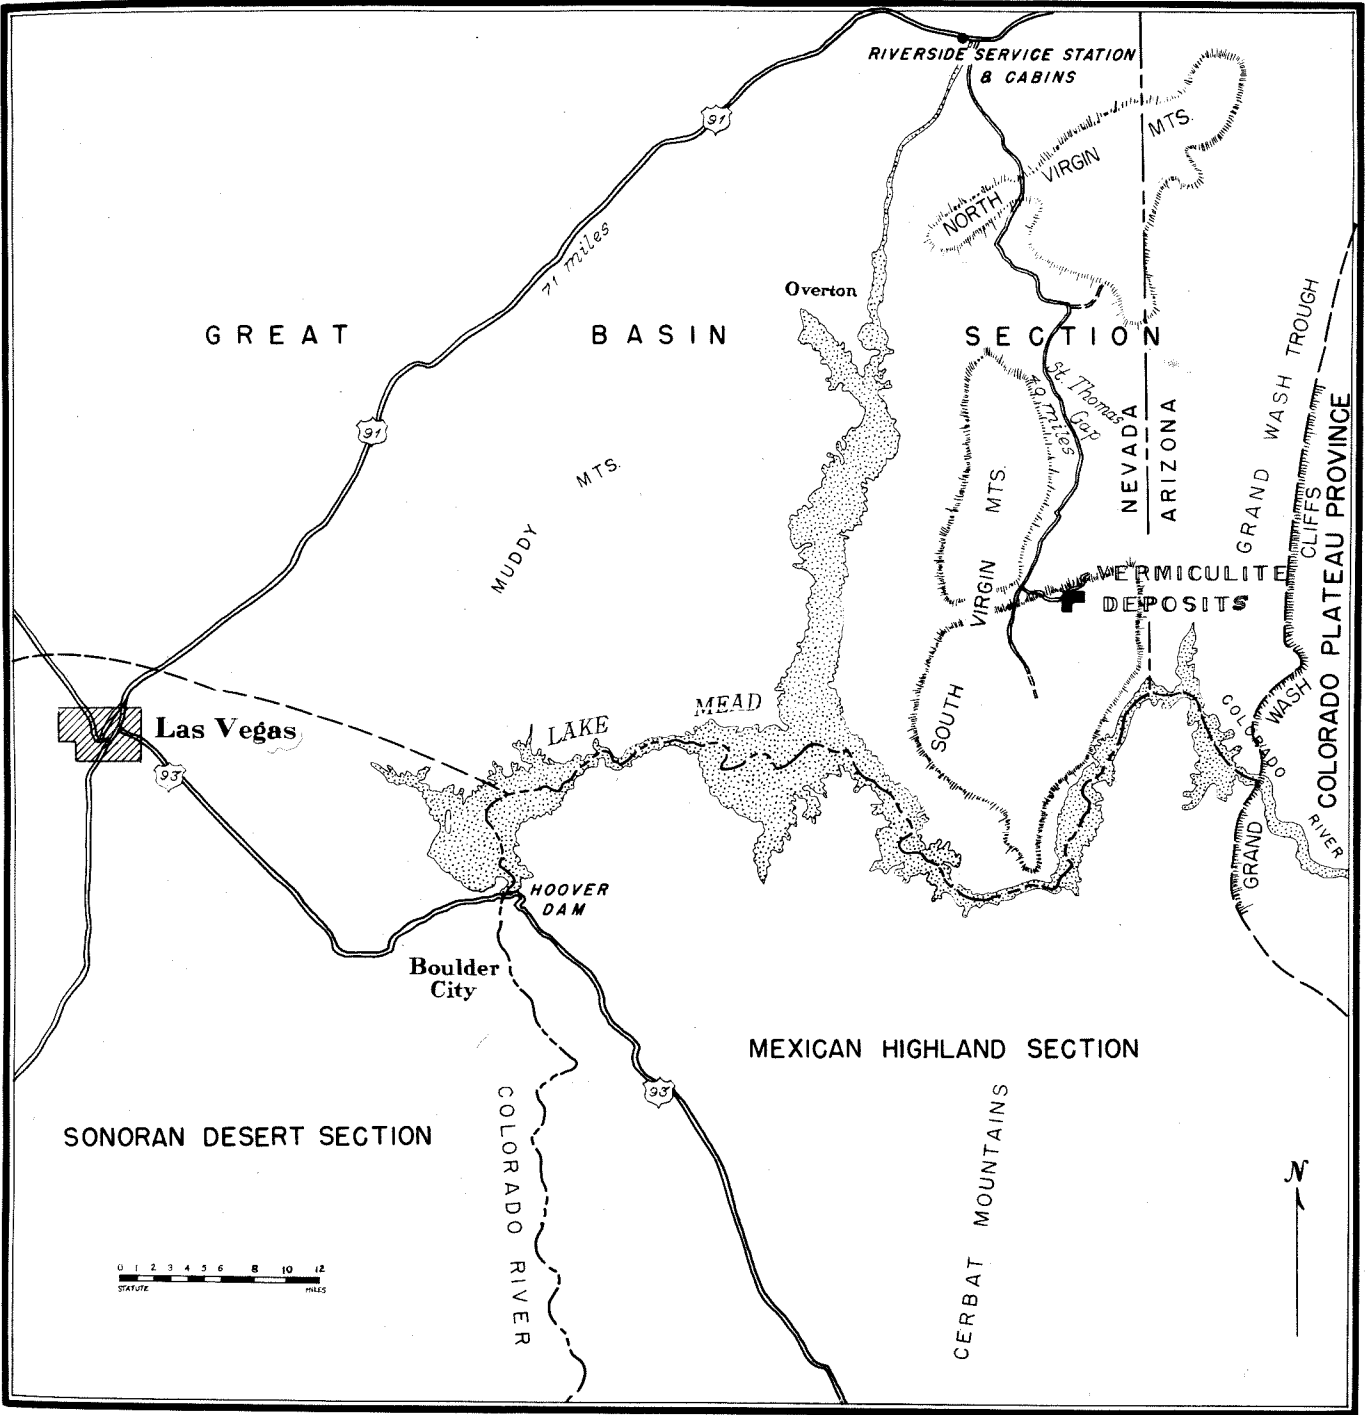 RIVERSIDE SERVICE STATION
& CABINS
91
NORTH VIRGIN MTS.
71 miles
Overton
GREAT BASIN SECTION
St. Thomas
Gap
49 miles
91
NEVADA
ARIZONA
GRAND WASH TROUGH
GRAND WASH CLIFFS
COLORADO PLATEAU PROVINCE
MUDDY MTS.
SOUTH VIRGIN MTS.
VERMICULITE
DEPOSITS
Las Vegas
LAKE MEAD
93
COLORADO RIVER
HOOVER
DAM
Boulder
City
MEXICAN HIGHLAND SECTION
93
SONORAN DESERT SECTION
COLORADO RIVER
CERBAT MOUNTAINS
N
0 1 2 3 4 5 6 8 10 12
STATUTE MILES